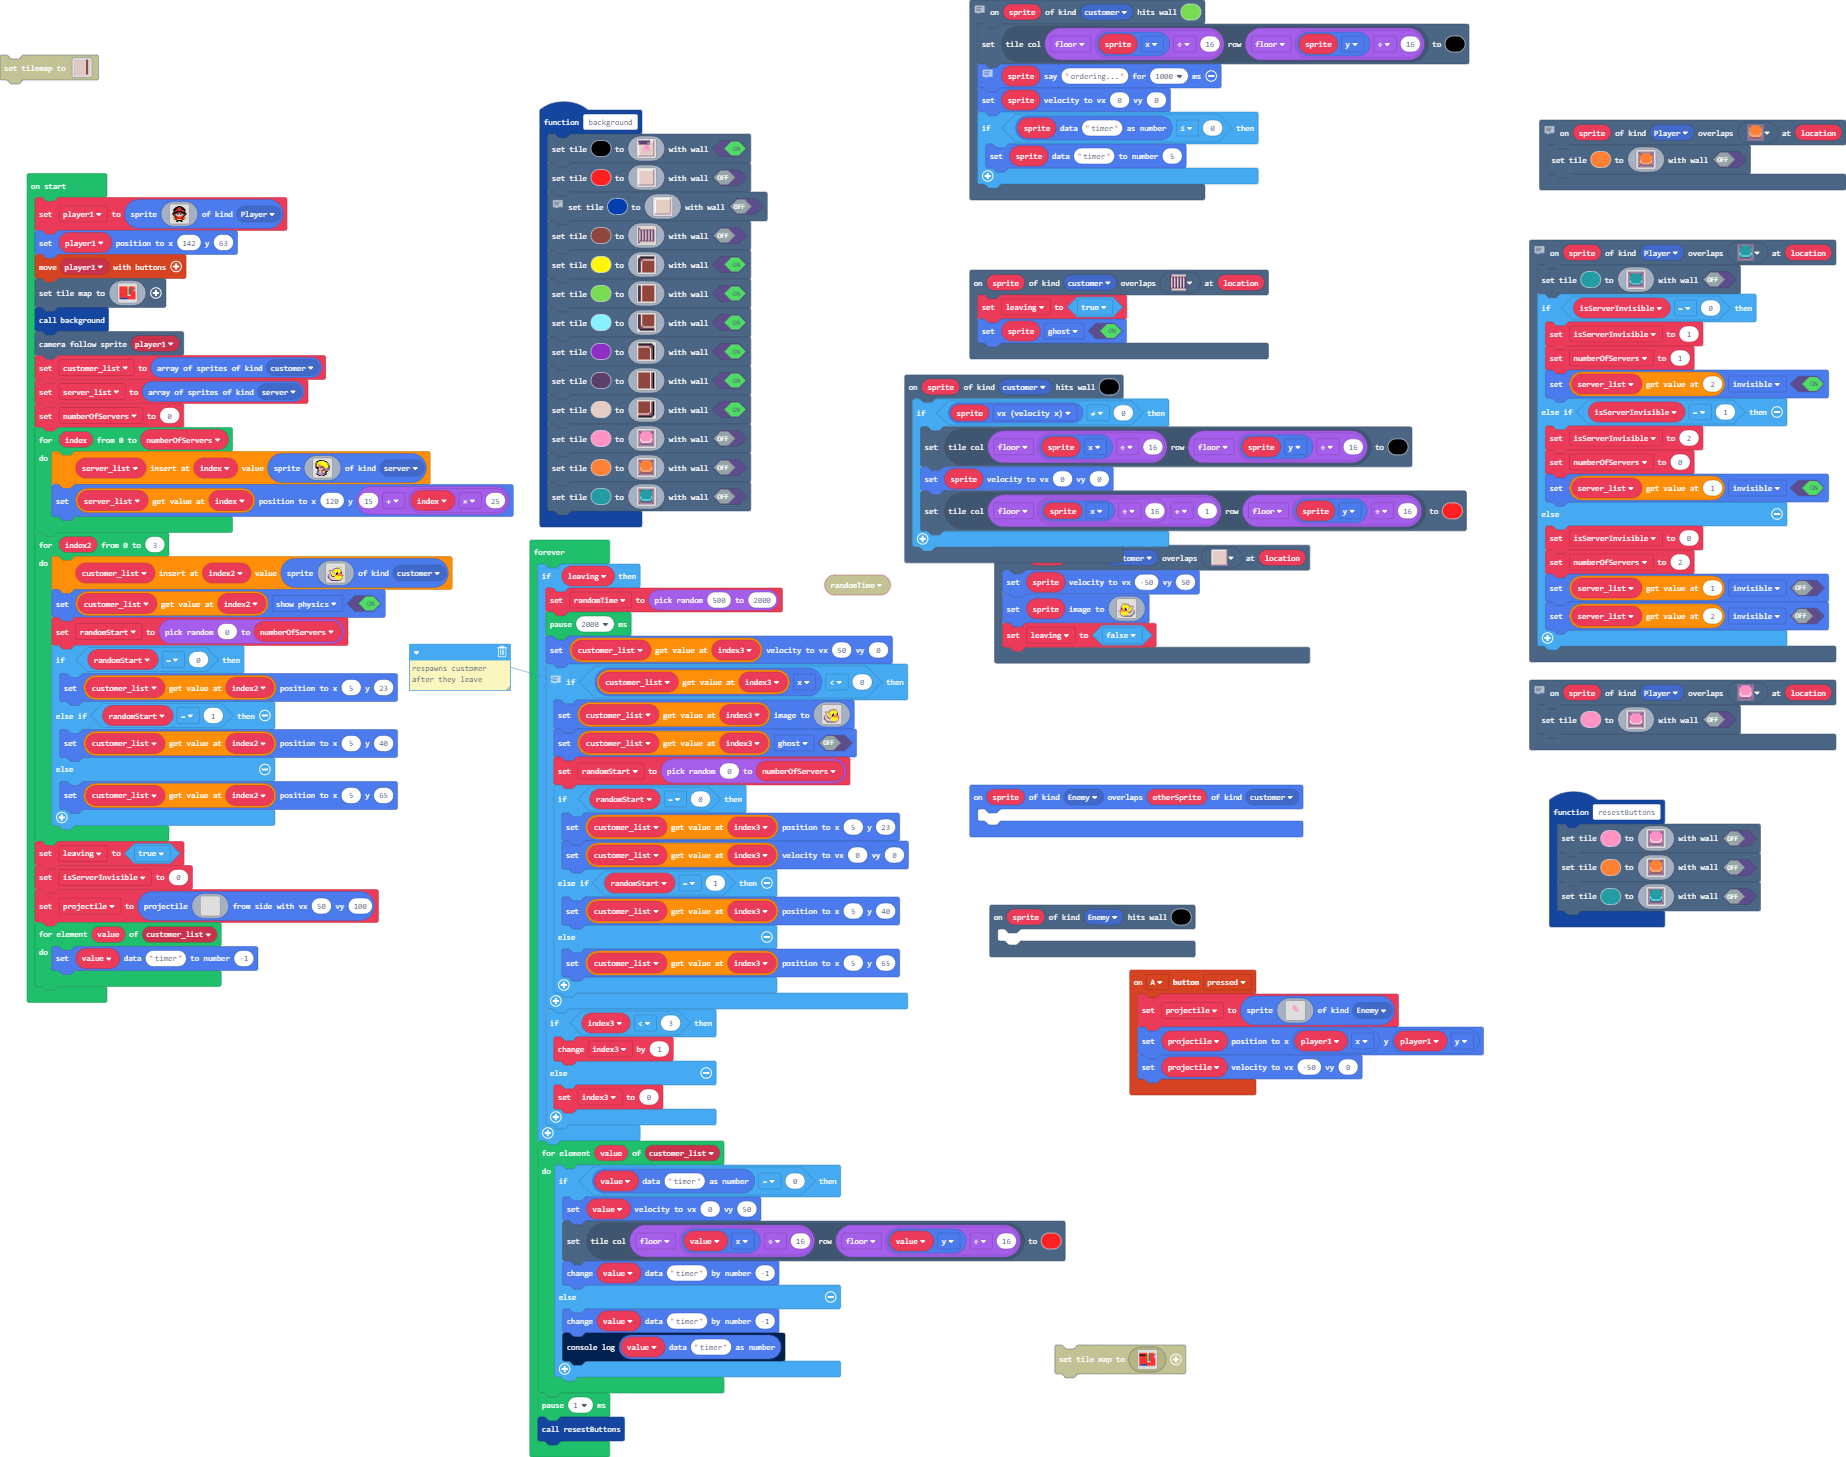 set tilemap to
on start
set player1 to sprite of kind Player
set player1 position to x 142 y 63
move player1 with buttons
set tile map to
call background
camera follow sprite player1
set customer_list to array of sprites of kind customer
set server_list to array of sprites of kind server
set numberOfServers to 0
for index from 0 to numberOfServers
do server_list insert at index value sprite of kind server
set server_list get value at index position to x 120 y 15 + index × 25
for index2 from 0 to 3
do customer_list insert at index2 value sprite of kind customer
set customer_list get value at index2 show physics ON
set randomStart to pick random 0 to numberOfServers
if randomStart = 0 then
set customer_list get value at index2 position to x 5 y 23
else if randomStart = 1 then
set customer_list get value at index2 position to x 5 y 40
else
set customer_list get value at index2 position to x 5 y 65
set leaving to true
set isServerInvisible to 0
set projectile to projectile from side with vx 50 vy 100
for element value of customer_list
do set value data "timer" to number -1
function background
set tile to with wall ON
set tile to with wall OFF
set tile to with wall OFF
set tile to with wall OFF
set tile to with wall ON
set tile to with wall ON
set tile to with wall ON
set tile to with wall ON
set tile to with wall ON
set tile to with wall ON
set tile to with wall OFF
set tile to with wall OFF
set tile to with wall OFF
forever
if leaving then
set randomTime to pick random 500 to 2000
pause 2000 ms
set customer_list get value at index3 velocity to vx 50 vy 0
if customer_list get value at index3 x < 0 then
set customer_list get value at index3 image to
set customer_list get value at index3 ghost OFF
set randomStart to pick random 0 to numberOfServers
if randomStart = 0 then
set customer_list get value at index3 position to x 5 y 23
set customer_list get value at index3 velocity to vx 0 vy 0
else if randomStart = 1 then
set customer_list get value at index3 position to x 5 y 40
else
set customer_list get value at index3 position to x 5 y 65
if index3 < 3 then
change index3 by 1
else
set index3 to 0
for element value of customer_list
do if value data "timer" as number = 0 then
set value velocity to vx 0 vy 50
set tile col floor value x ÷ 16 row floor value y ÷ 16 to
change value data "timer" by number -1
else
change value data "timer" by number -1
console log value data "timer" as number
pause 1 ms
call resestButtons
respawns customer
after they leave
randomTime
on sprite of kind customer hits wall
set tile col floor sprite x ÷ 16 row floor sprite y ÷ 16 to
sprite say "ordering..." for 1000 ms
set sprite velocity to vx 0 vy 0
if sprite data "timer" as number ≤ 0 then
set sprite data "timer" to number 5
on sprite of kind customer overlaps at location
set leaving to true
set sprite ghost ON
on sprite of kind customer hits wall
if sprite vx (velocity x) ≠ 0 then
set tile col floor sprite x ÷ 16 row floor sprite y ÷ 16 to
set sprite velocity to vx 0 vy 0
set tile col floor sprite x ÷ 16 + 1 row floor sprite y ÷ 16 to
tomer overlaps at location
set sprite velocity to vx -50 vy 50
set sprite image to
set leaving to false
on sprite of kind Enemy overlaps otherSprite of kind customer
on sprite of kind Enemy hits wall
on A button pressed
set projectile to sprite of kind Enemy
set projectile position to x player1 x y player1 y
set projectile velocity to vx -50 vy 0
set tile map to
on sprite of kind Player overlaps at location
set tile to with wall OFF
on sprite of kind Player overlaps at location
set tile to with wall OFF
if isServerInvisible = 0 then
set isServerInvisible to 1
set numberOfServers to 1
set server_list get value at 2 invisible ON
else if isServerInvisible = 1 then
set isServerInvisible to 2
set numberOfServers to 0
set server_list get value at 1 invisible ON
else
set isServerInvisible to 0
set numberOfServers to 2
set server_list get value at 1 invisible OFF
set server_list get value at 2 invisible OFF
on sprite of kind Player overlaps at location
set tile to with wall OFF
function resestButtons
set tile to with wall OFF
set tile to with wall OFF
set tile to with wall OFF